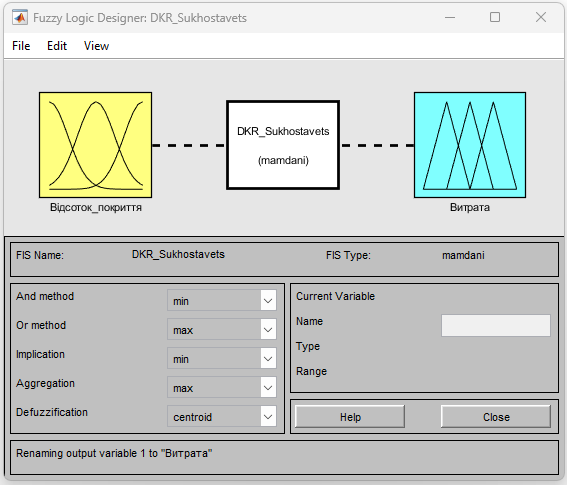 Fuzzy Logic Designer: DKR_Sukhostavets
File Edit View
DKR_Sukhostavets
(mamdani)
Відсоток_покриття
Витрата
FIS Name: DKR_Sukhostavets FIS Type: mamdani
And method min
Or method max
Implication min
Aggregation max
Defuzzification centroid
Current Variable
Name
Type
Range
Help Close
Renaming output variable 1 to "Витрата"